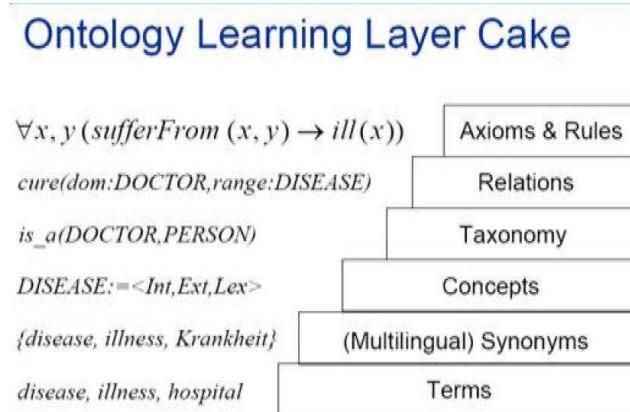 Ontology Learning Layer Cake
∀x, y (sufferFrom (x, y) → ill(x)) Axioms & Rules
cure(dom:DOCTOR,range:DISEASE) Relations
is_a(DOCTOR,PERSON) Taxonomy
DISEASE:=<Int,Ext,Lex> Concepts
{disease, illness, Krankheit} (Multilingual) Synonyms
disease, illness, hospital Terms